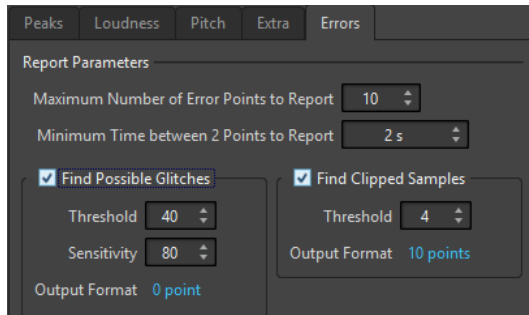 Peaks Loudness Pitch Extra Errors
Report Parameters
Maximum Number of Error Points to Report 10
Minimum Time between 2 Points to Report 2 s
Find Possible Glitches
Threshold 40
Sensitivity 80
Output Format 0 point
Find Clipped Samples
Threshold 4
Output Format 10 points